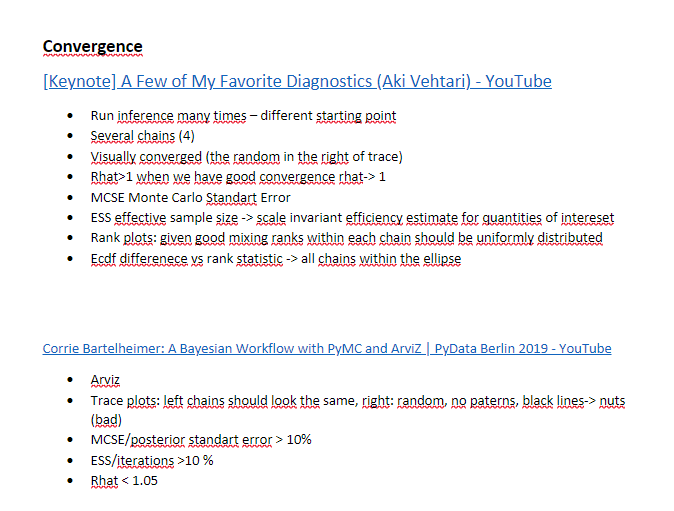 Convergence
[Keynote] A Few of My Favorite Diagnostics (Aki Vehtari) - YouTube
• Run inference many times – different starting point
• Several chains (4)
• Visually converged (the random in the right of trace)
• Rhat>1 when we have good convergence rhat-> 1
• MCSE Monte Carlo Standart Error
• ESS effective sample size -> scale invariant efficiency estimate for quantities of intereset
• Rank plots: given good mixing ranks within each chain should be uniformly distributed
• Ecdf differenece vs rank statistic -> all chains within the ellipse
Corrie Bartelheimer: A Bayesian Workflow with PyMC and ArviZ | PyData Berlin 2019 - YouTube
• Arviz
• Trace plots: left chains should look the same, right: random, no paterns, black lines-> nuts
(bad)
• MCSE/posterior standart error > 10%
• ESS/iterations >10 %
• Rhat < 1.05